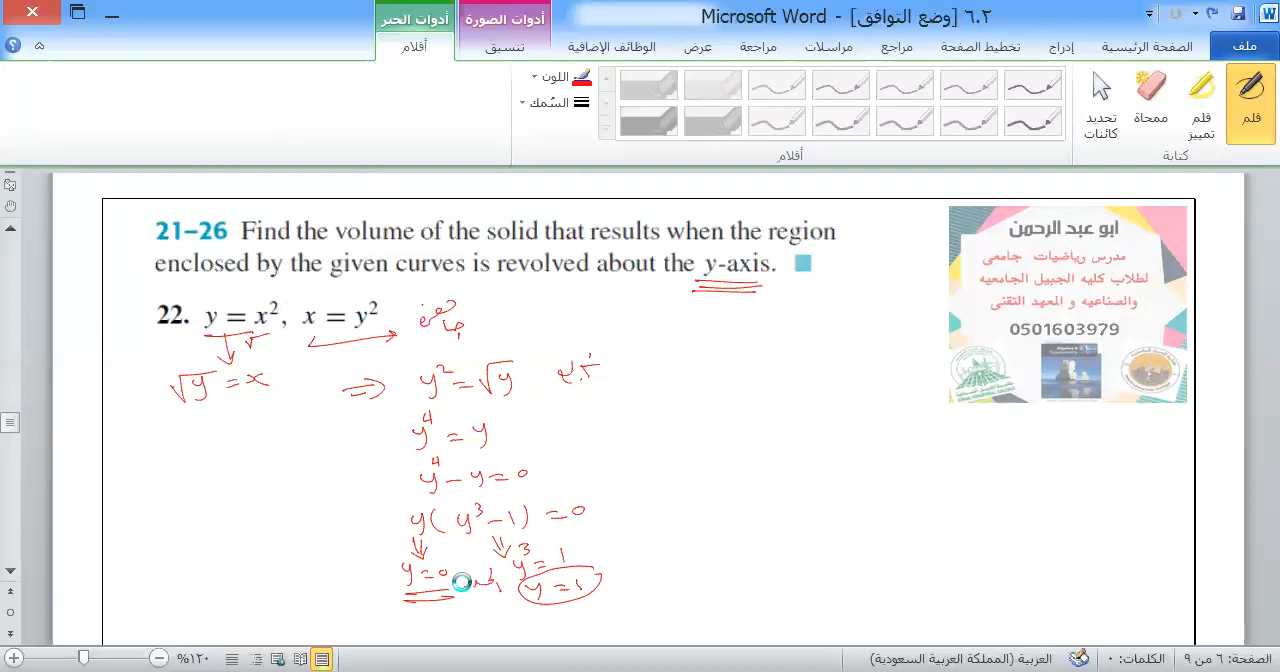 ٦.٢ [وضع التوافق] - Microsoft Word
أدوات الصورة
أدوات الحبر
ملف
الصفحة الرئيسية
إدراج
تخطيط الصفحة
مراجع
مراسلات
مراجعة
عرض
الوظائف الإضافية
تنسيق
أقلام
قلم
قلم تمييز
ممحاة
تحديد كائنات
اللون
السُمك
كتابة
أقلام
21–26 Find the volume of the solid that results when the region
enclosed by the given curves is revolved about the y-axis.
22. y = x², x = y²
√y = x
⇒ y² = √y
y⁴ = y
y⁴ - y = 0
y( y³ - 1) = 0
y = 0
y³ = 1
y = 1
ابو عبد الرحمن
مدرس رياضيات جامعى
لطلاب كليه الجبيل الجامعيه
والصناعيه و المعهد التقنى
0501603979
الصفحة: ٦ من ٩
الكلمات: ٠
العربية (المملكة العربية السعودية)
١٢٠%